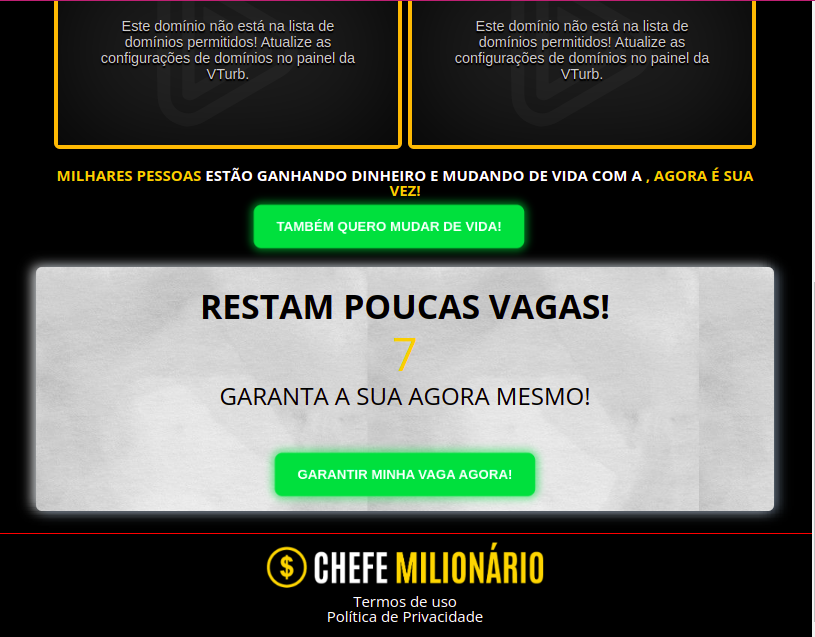 Este domínio não está na lista de
domínios permitidos! Atualize as
configurações de domínios no painel da
VTurb.
Este domínio não está na lista de
domínios permitidos! Atualize as
configurações de domínios no painel da
VTurb.
MILHARES PESSOAS ESTÃO GANHANDO DINHEIRO E MUDANDO DE VIDA COM A , AGORA É SUA
VEZ!
TAMBÉM QUERO MUDAR DE VIDA!
RESTAM POUCAS VAGAS!
7
GARANTA A SUA AGORA MESMO!
GARANTIR MINHA VAGA AGORA!
$ CHEFE MILIONÁRIO
Termos de uso
Política de Privacidade